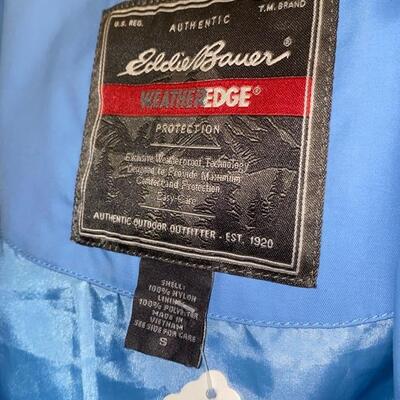 U.S. REG.
AUTHENTIC
T.M. BRAND
Eddie Bauer®
WEATHEREDGE®
PROTECTION
Exclusive Weatherproof Technology
Designed to Provide Maximum
Comfort and Protection.
Easy-Care
AUTHENTIC OUTDOOR OUTFITTER - EST. 1920
SHELL:
100% NYLON
LINING:
100% POLYESTER
MADE IN
VIETNAM
SEE SIDE FOR CARE
S